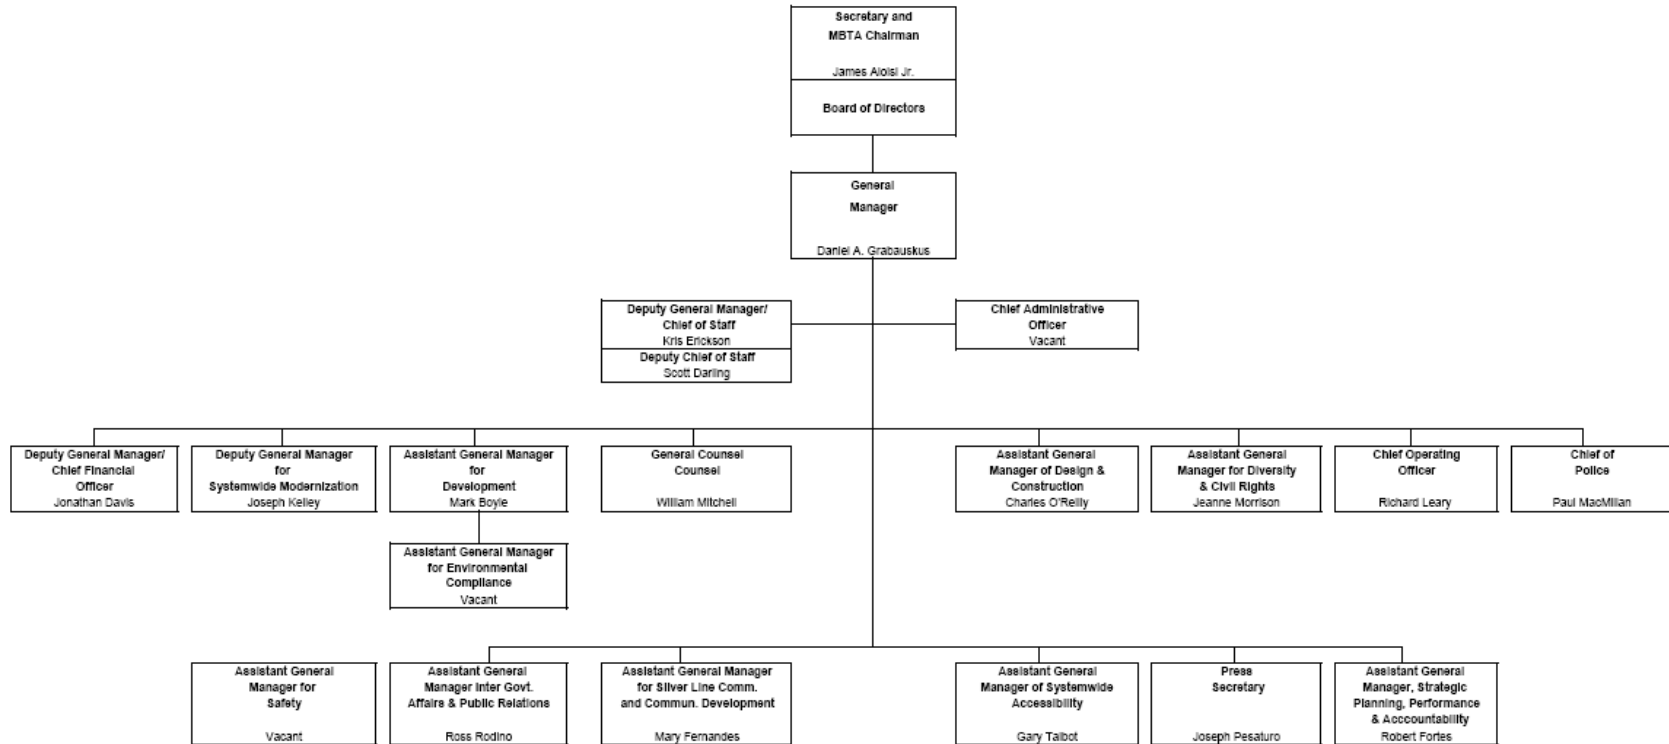 Secretary and
MBTA Chairman
James Aloisi Jr.
Board of Directors
General
Manager
Daniel A. Grabauskus
Deputy General Manager/
Chief of Staff
Kris Erickson
Deputy Chief of Staff
Scott Darling
Chief Administrative
Officer
Vacant
Deputy General Manager/
Chief Financial
Officer
Jonathan Davis
Deputy General Manager
for
Systemwide Modernization
Joseph Kelley
Assistant General Manager
for
Development
Mark Boyle
General Counsel
Counsel
William Mitchell
Assistant General
Manager of Design &
Construction
Charles O'Reilly
Assistant General
Manager for Diversity
& Civil Rights
Jeanne Morrison
Chief Operating
Officer
Richard Leary
Chief of
Police
Paul MacMillan
Assistant General Manager
for Environmental
Compliance
Vacant
Assistant General
Manager for
Safety
Vacant
Assistant General
Manager Inter Govt.
Affairs & Public Relations
Ross Rodino
Assistant General Manager
for Silver Line Comm.
and Commun. Development
Mary Fernandes
Assistant General
Manager of Systemwide
Accessibility
Gary Talbot
Press
Secretary
Joseph Pesaturo
Assistant General
Manager, Strategic
Planning, Performance
& Acccountability
Robert Fortes